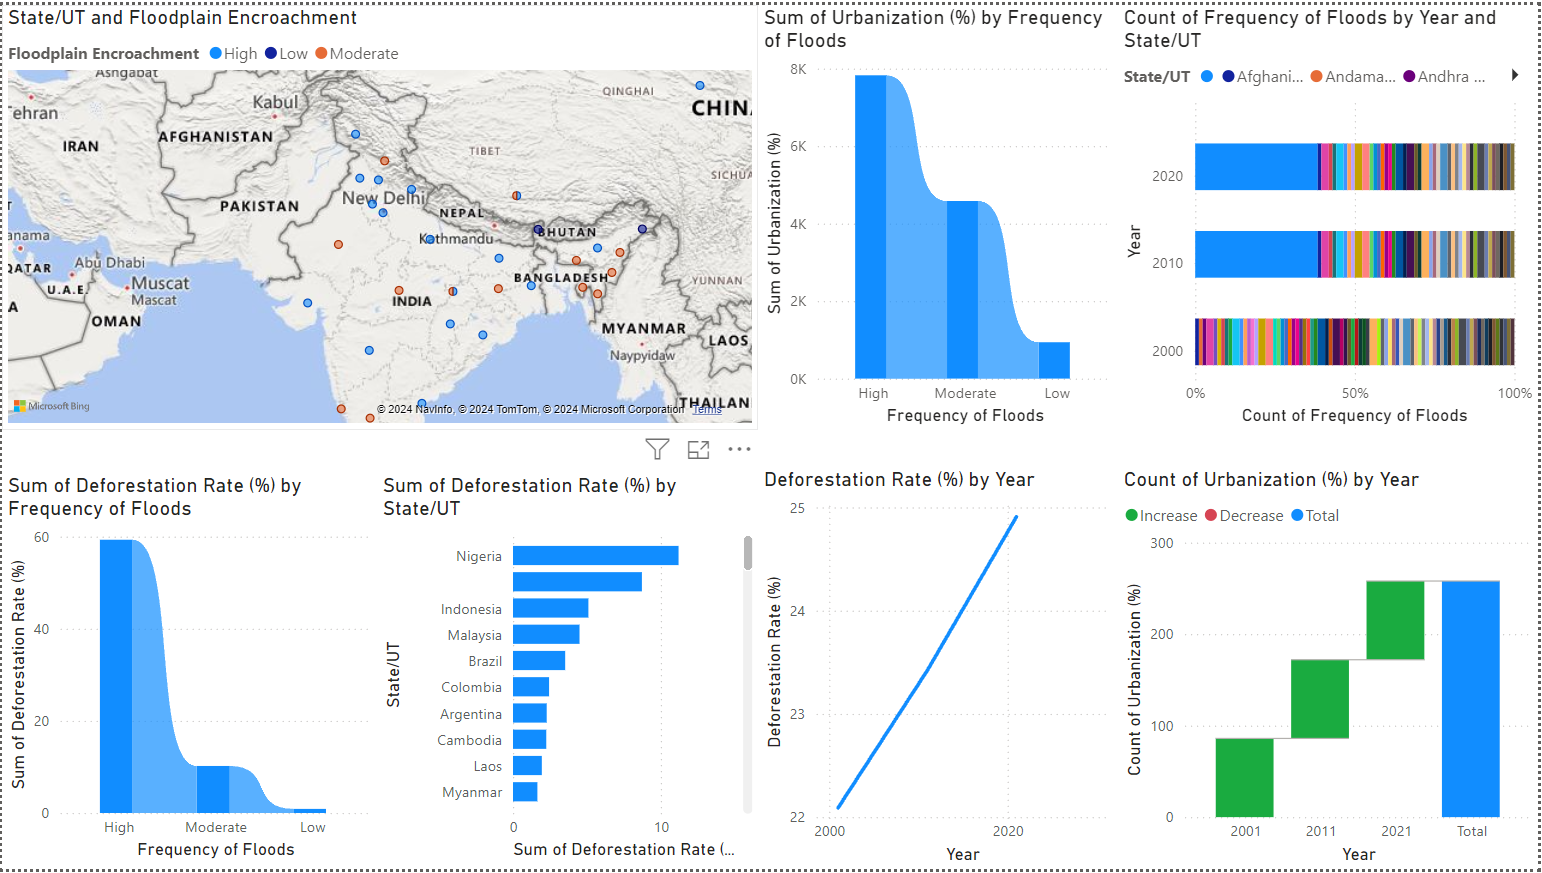 State/UT and Floodplain Encroachment
Floodplain Encroachment High Low Moderate
Ashgabat
QINGHAI
CHIN
Kabul
ehran
AFGHANISTAN
IRAN
TIBET
SICHUA
New Delhi
PAKISTAN
NEPAL
anama
Kathmandu
BHUTAN
Abu Dhabi
QATAR
BANGLADESH
YUNNAN
U.A.E.
Muscat
Mascat
INDIA
A
OMAN
MYANMAR
LAOS
Naypyidaw
THAILAN
Microsoft Bing
© 2024 NavInfo, © 2024 TomTom, © 2024 Microsoft Corporation Terms
Sum of Urbanization (%) by Frequency
of Floods
8K
6K
4K
2K
0K
Sum of Urbanization (%)
High Moderate Low
Frequency of Floods
Count of Frequency of Floods by Year and
State/UT
State/UT Afghani... Andama... Andhra ...
2020
2010
2000
Year
0% 50% 100%
Count of Frequency of Floods
Sum of Deforestation Rate (%) by
Frequency of Floods
60
40
20
0
Sum of Deforestation Rate (%)
High Moderate Low
Frequency of Floods
Sum of Deforestation Rate (%) by
State/UT
Nigeria
Indonesia
Malaysia
Brazil
Colombia
Argentina
Cambodia
Laos
Myanmar
State/UT
0 10
Sum of Deforestation Rate (...
Deforestation Rate (%) by Year
25
24
23
22
Deforestation Rate (%)
2000 2020
Year
Count of Urbanization (%) by Year
Increase Decrease Total
300
200
100
0
Count of Urbanization (%)
2001 2011 2021 Total
Year